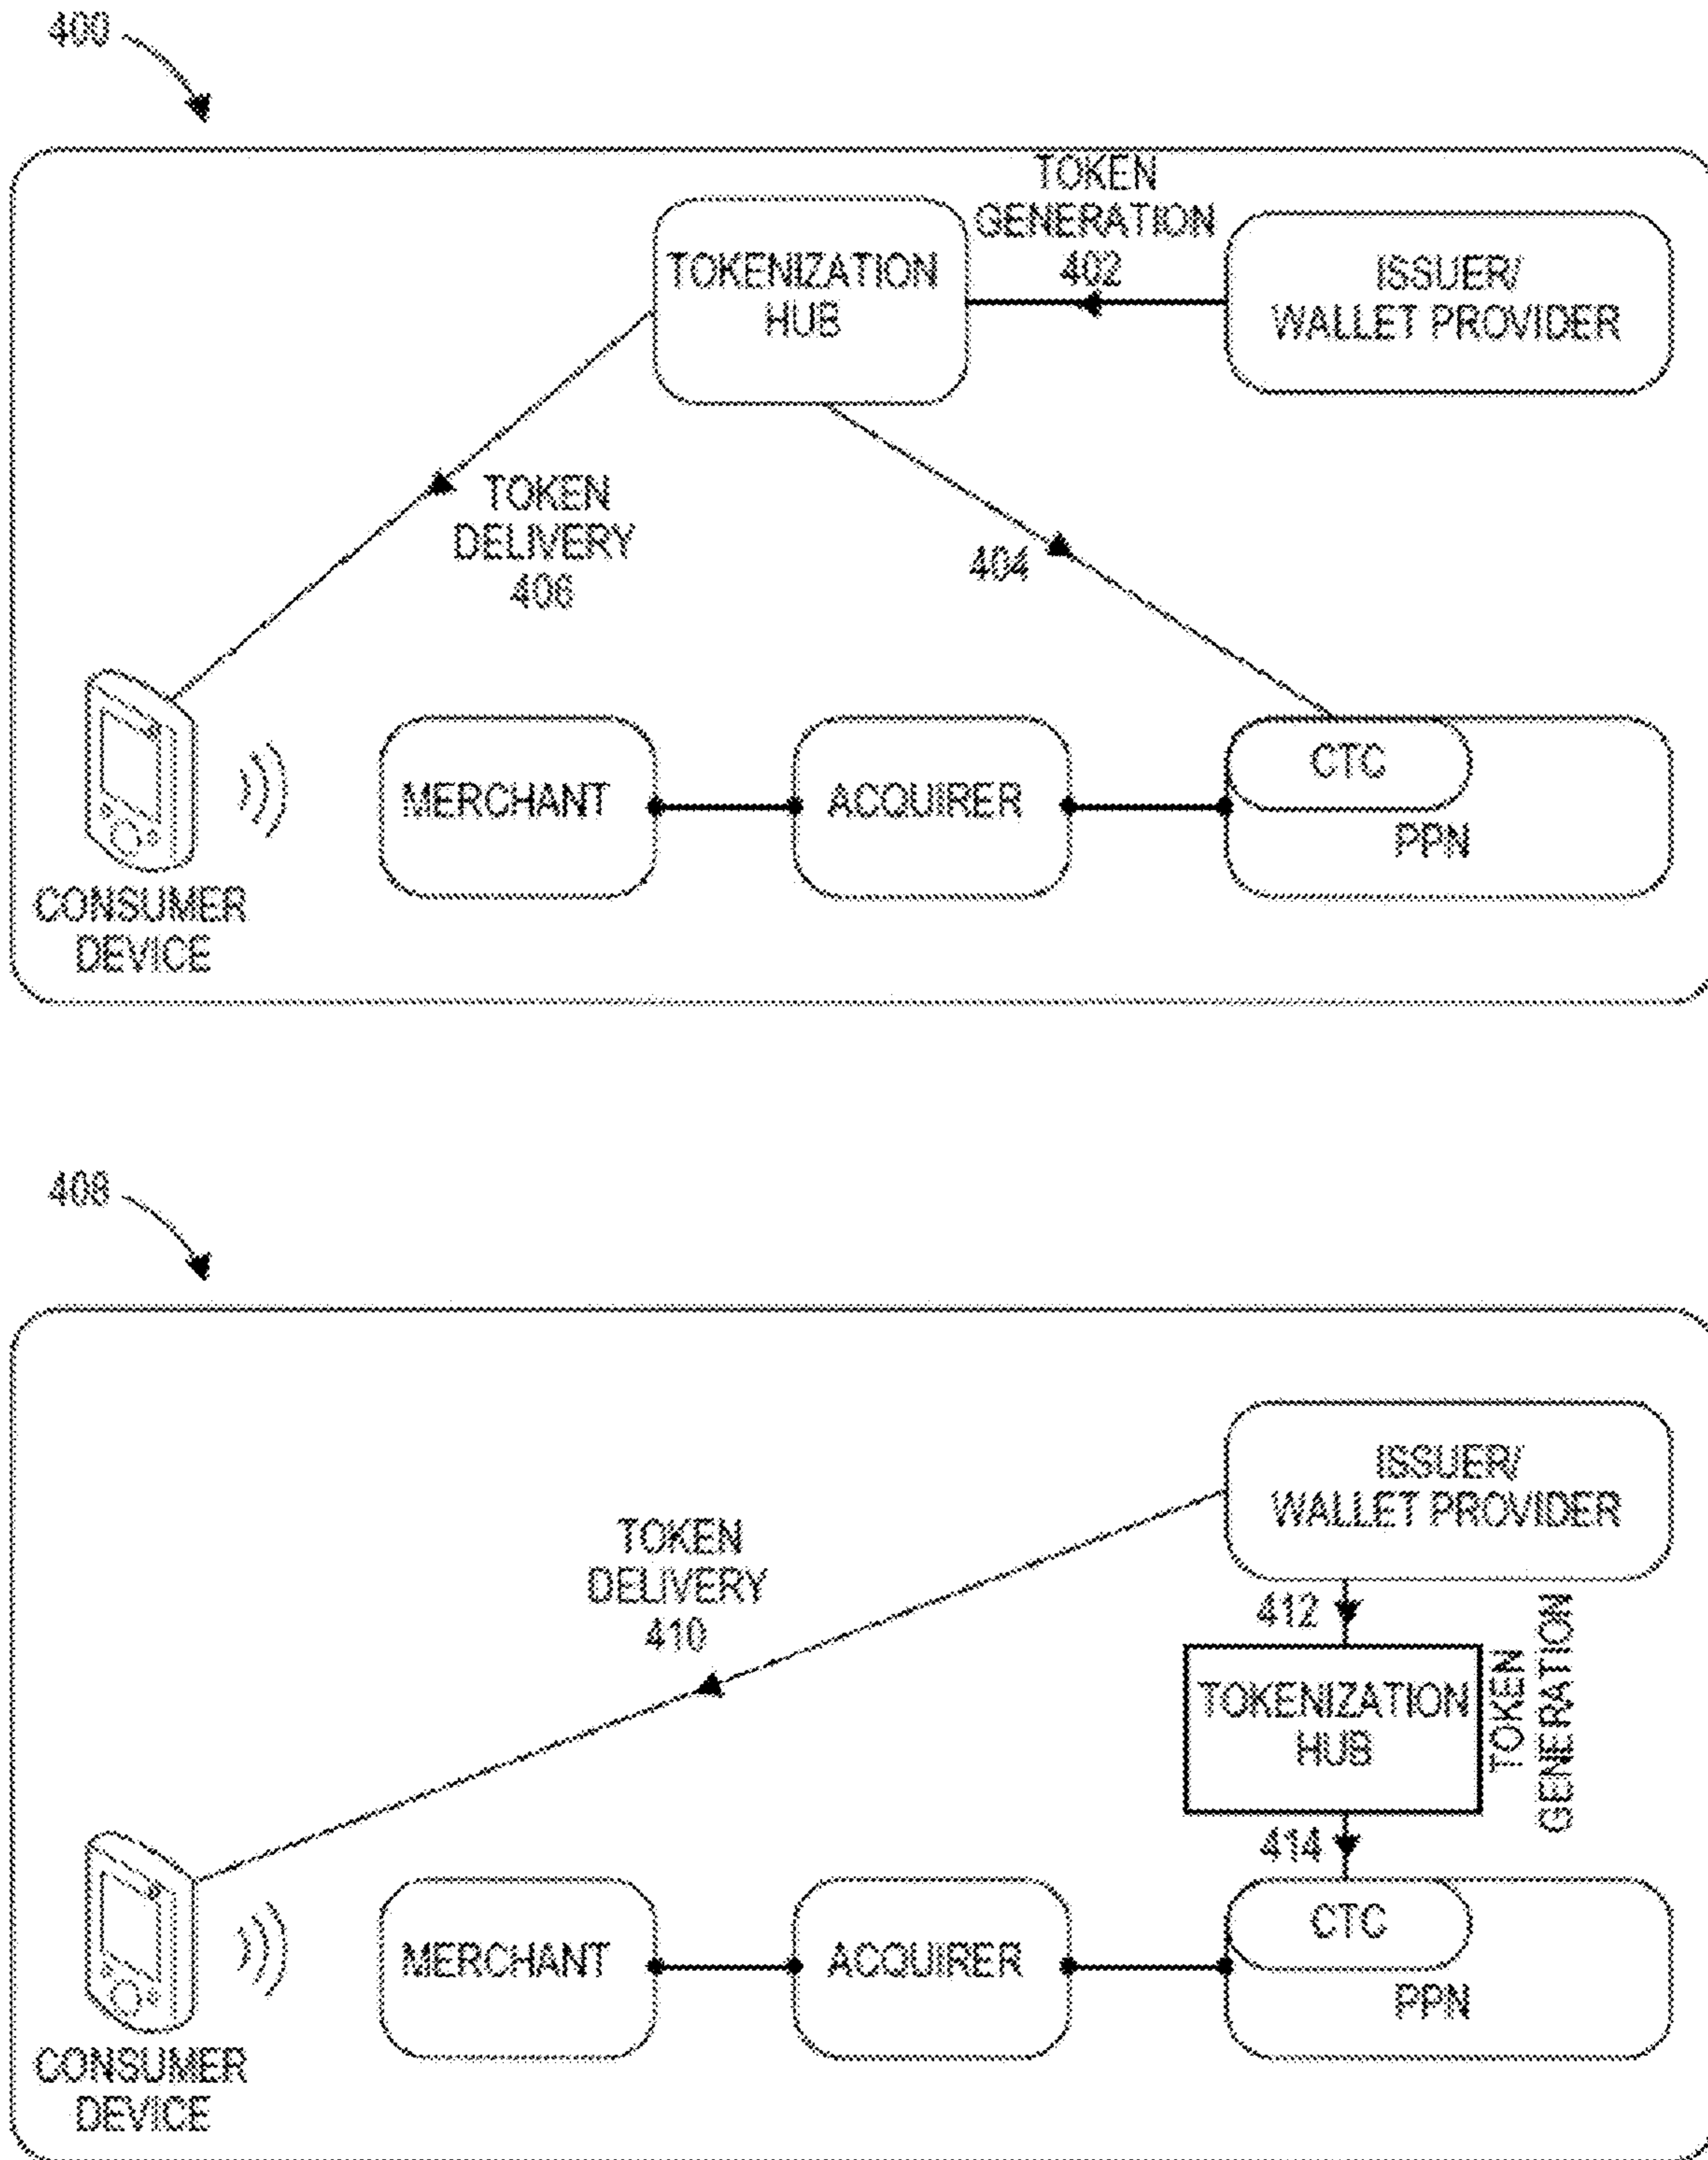 400
TOKEN
GENERATION
402
TOKENIZATION
HUB
ISSUER/
WALLET PROVIDER
TOKEN
DELIVERY
406
404
MERCHANT
ACQUIRER
CTC
PPN
CONSUMER
DEVICE
408
ISSUER/
WALLET PROVIDER
TOKEN
DELIVERY
410
412
TOKENIZATION
HUB
TOKEN
GENERATION
414
MERCHANT
ACQUIRER
CTC
PPN
CONSUMER
DEVICE